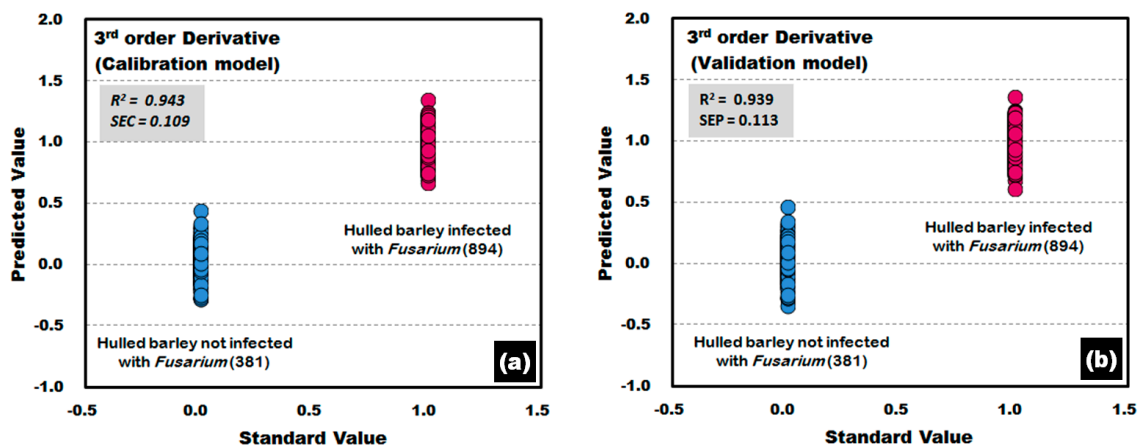 3rd order Derivative
(Calibration model)
R2 = 0.943
SEC = 0.109
Predicted Value
2.0
1.5
1.0
0.5
0.0
-0.5
-1.0
Hulled barley infected
with Fusarium (894)
Hulled barley not infected
with Fusarium (381)
(a)
-0.5 0.0 0.5 1.0 1.5
Standard Value
3rd order Derivative
(Validation model)
R2 = 0.939
SEP = 0.113
Predicted Value
2.0
1.5
1.0
0.5
0.0
-0.5
-1.0
Hulled barley infected
with Fusarium (894)
Hulled barley not infected
with Fusarium (381)
(b)
-0.5 0.0 0.5 1.0 1.5
Standard Value